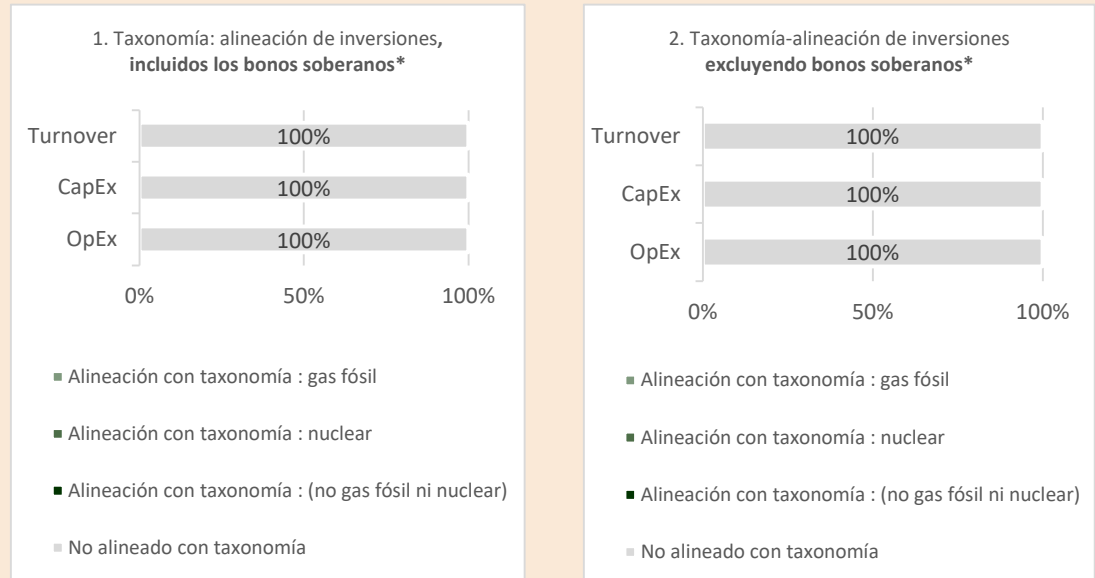 1. Taxonomía: alineación de inversiones,
incluidos los bonos soberanos*
Turnover
100%
CapEx
100%
OpEx
100%
0% 50% 100%
Alineación con taxonomía : gas fósil
Alineación con taxonomía : nuclear
Alineación con taxonomía : (no gas fósil ni nuclear)
No alineado con taxonomía
2. Taxonomía-alineación de inversiones
excluyendo bonos soberanos*
Turnover
100%
CapEx
100%
OpEx
100%
0% 50% 100%
Alineación con taxonomía : gas fósil
Alineación con taxonomía : nuclear
Alineación con taxonomía : (no gas fósil ni nuclear)
No alineado con taxonomía